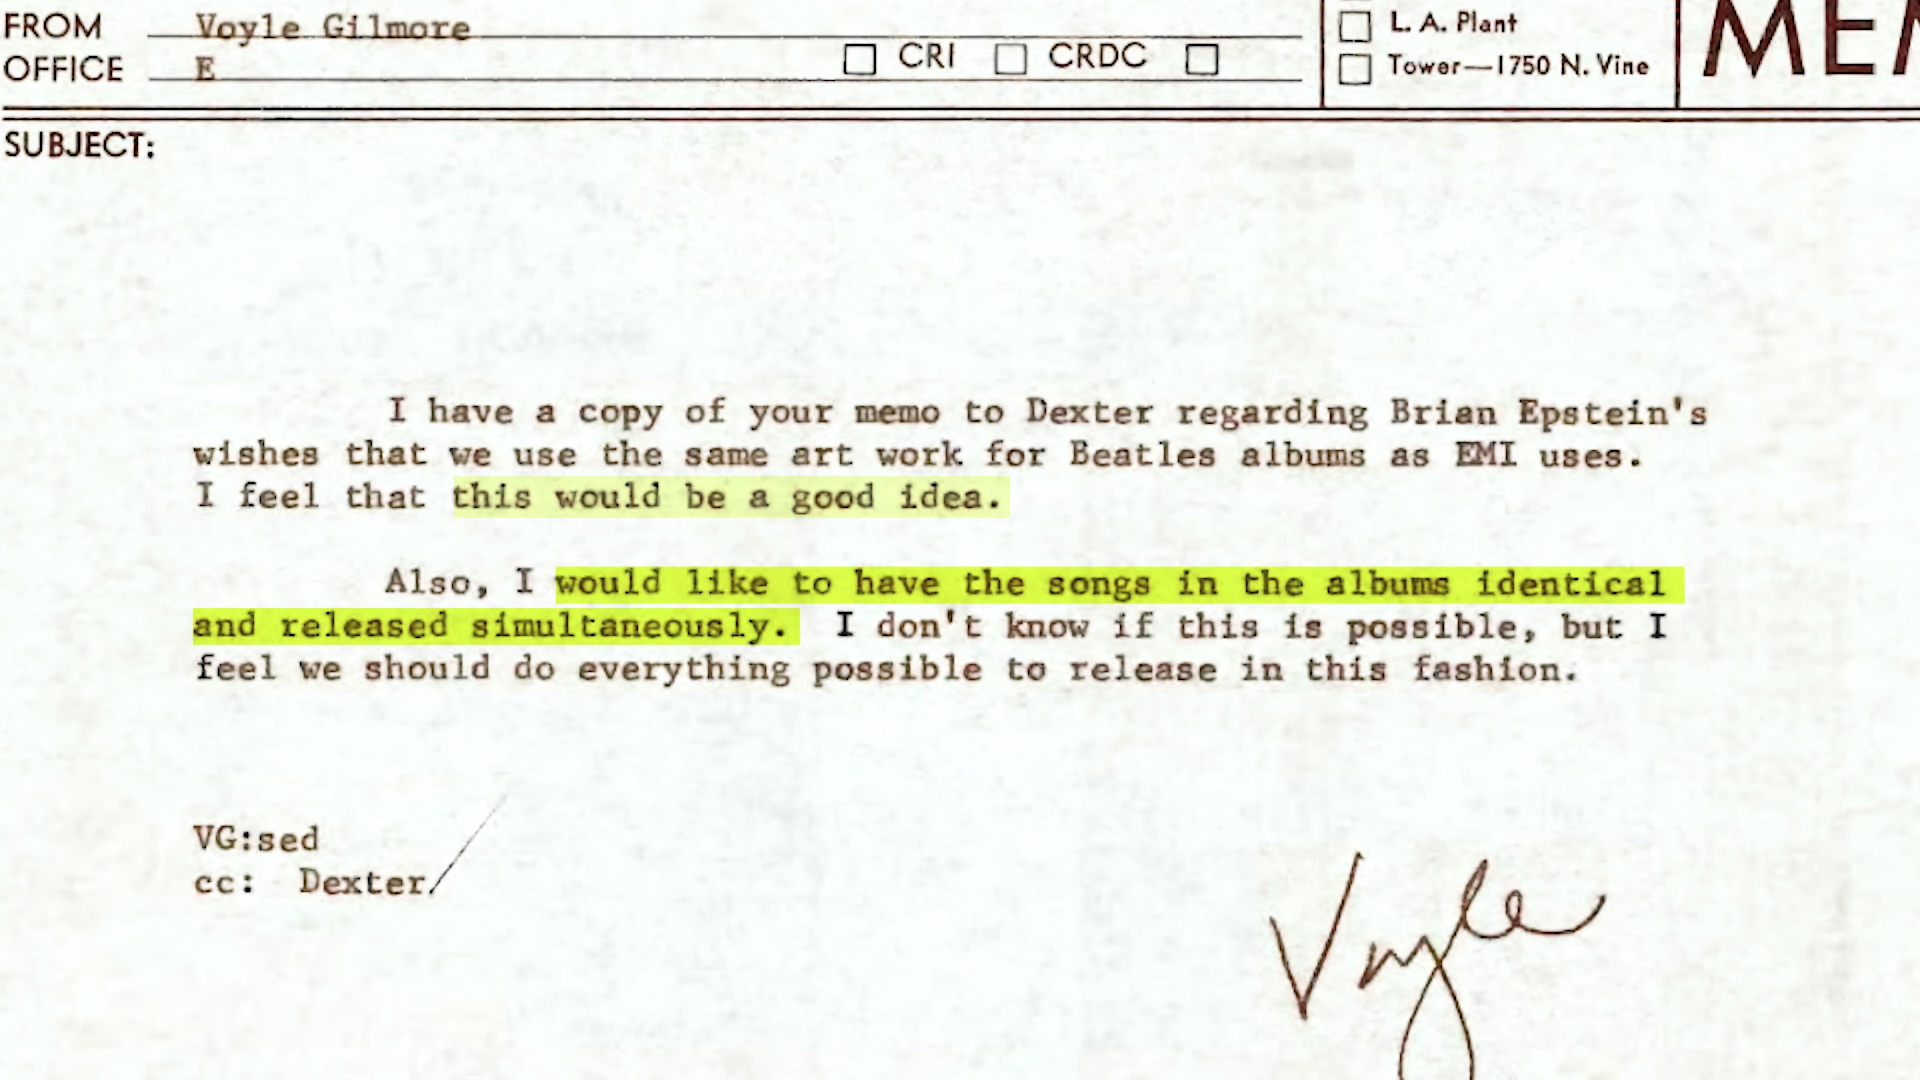 FROM Voyle Gilmore
OFFICE E
CRI CRDC
L. A. Plant
Tower—1750 N. Vine
SUBJECT:
I have a copy of your memo to Dexter regarding Brian Epstein's
wishes that we use the same art work for Beatles albums as EMI uses.
I feel that this would be a good idea.
Also, I would like to have the songs in the albums identical
and released simultaneously. I don't know if this is possible, but I
feel we should do everything possible to release in this fashion.
VG:sed
cc: Dexter
Voyle